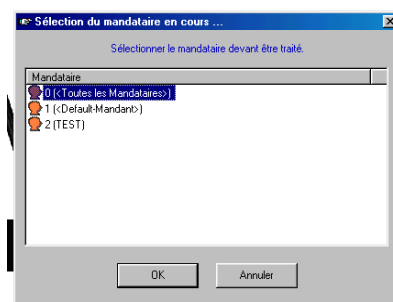 Sélection du mandataire en cours ...
Sélectionner le mandataire devant être traité.
Mandataire
0 (<Toutes les Mandataires>)
1 (<Default-Mandant>)
2 (TEST)
OK
Annuler